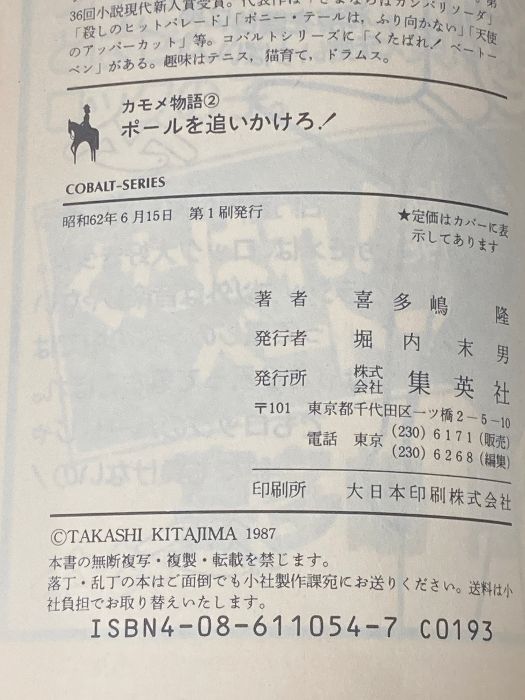 36回小説現代新人賞受賞。代表作は「さよならはカンパリソーダ」
「殺しのヒットパレード」「ポニー・テールは，ふり向かない」「天使
のアッパーカット」等。コバルトシリーズに「くたばれ！ベートー
ベン」がある。趣味はテニス，猫育て，ドラムス。
カモメ物語②
ポールを追いかけろ！
COBALT-SERIES
昭和62年6月15日　第1刷発行
★定価はカバーに表
示してあります
著者　喜多嶋　隆
発行者　堀内末男
発行所　株式会社　集英社
〒101　東京都千代田区一ツ橋2－5－10
電話　東京　(230) 6171 (販売)
(230) 6268 (編集)
印刷所　大日本印刷株式会社
©TAKASHI KITAJIMA 1987
本書の無断複写・複製・転載を禁じます。
落丁・乱丁の本はご面倒でも小社製作課宛にお送りください。送料は小
社負担でお取り替えいたします。
ISBN4-08-611054-7 C0193